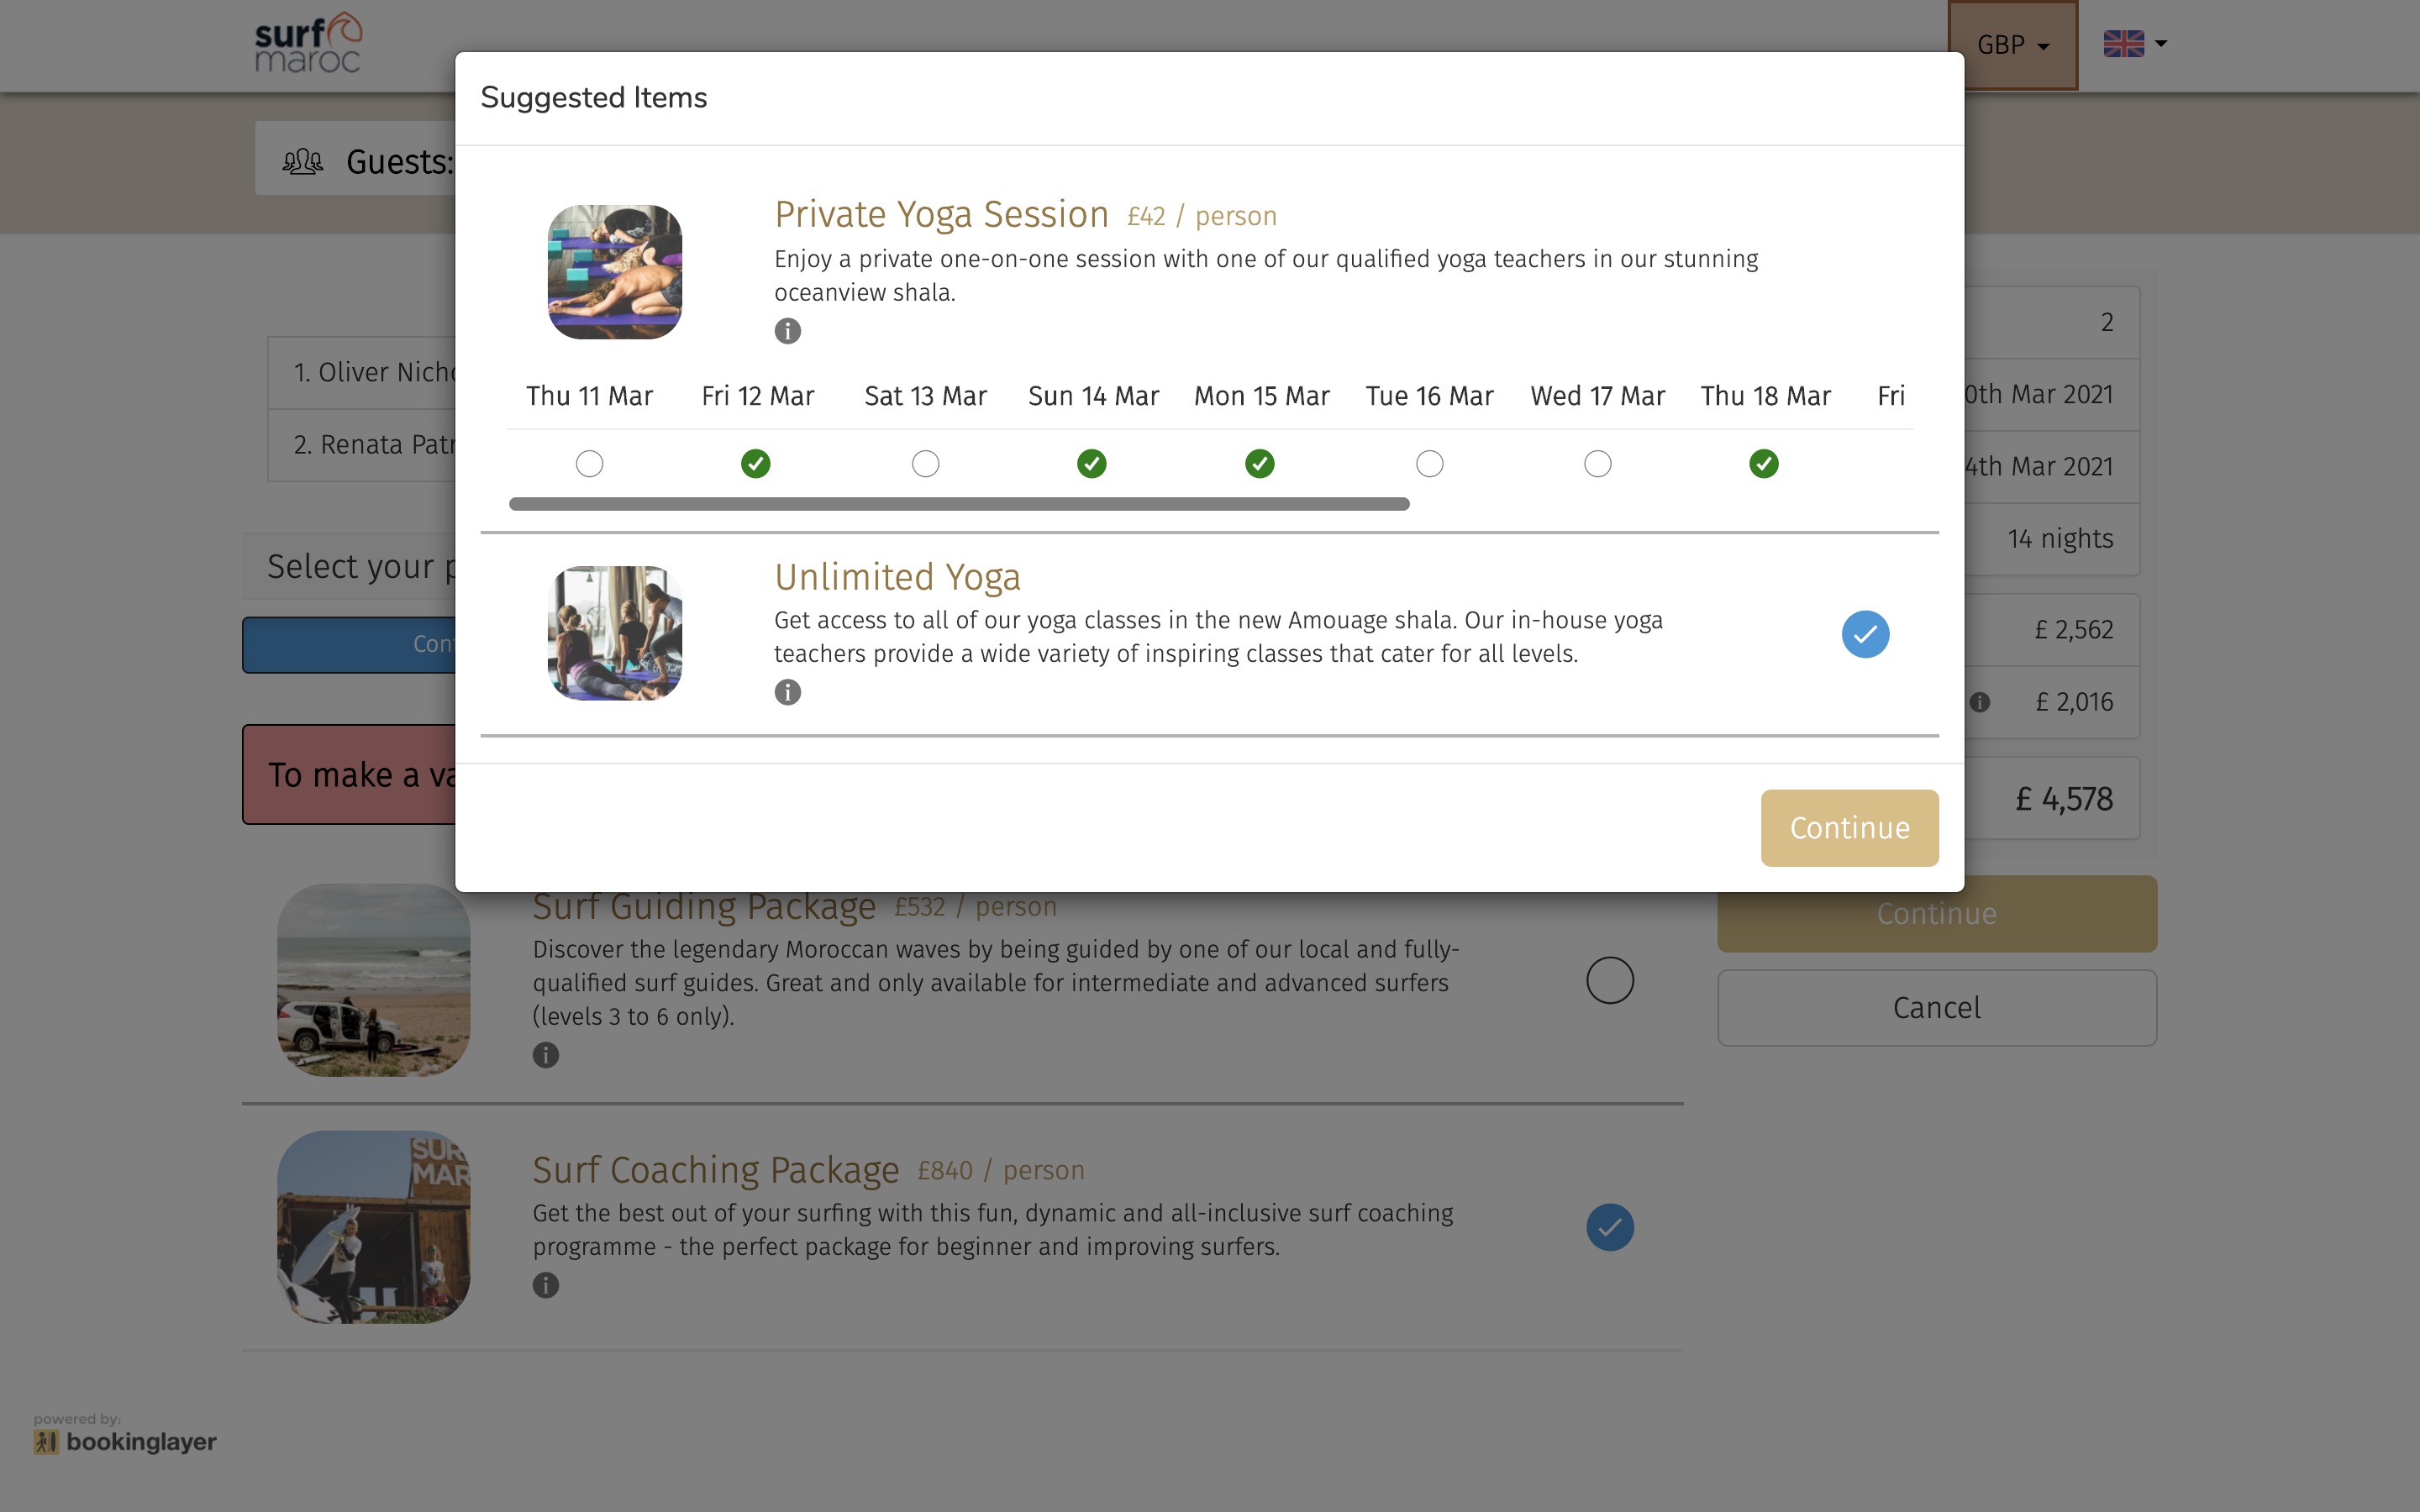 surf
maroc
GBP
Suggested Items
Guests:
Private Yoga Session £42 / person
Enjoy a private one-on-one session with one of our qualified yoga teachers in our stunning
oceanview shala.
Thu 11 Mar Fri 12 Mar Sat 13 Mar Sun 14 Mar Mon 15 Mar Tue 16 Mar Wed 17 Mar Thu 18 Mar Fri
Unlimited Yoga
Get access to all of our yoga classes in the new Amouage shala. Our in-house yoga
teachers provide a wide variety of inspiring classes that cater for all levels.
Continue
1. Oliver
2. Renata
Select your
To make a
2
Mar 2021
Mar 2021
14 nights
£ 2,562
£ 2,016
£ 4,578
Continue
Cancel
Surf Guiding Package £532 / person
Discover the legendary Moroccan waves by being guided by one of our local and fully-
qualified surf guides. Great and only available for intermediate and advanced surfers
(levels 3 to 6 only).
SUR
MAR
Surf Coaching Package £840 / person
Get the best out of your surfing with this fun, dynamic and all-inclusive surf coaching
programme - the perfect package for beginner and improving surfers.
powered by:
bookinglayer